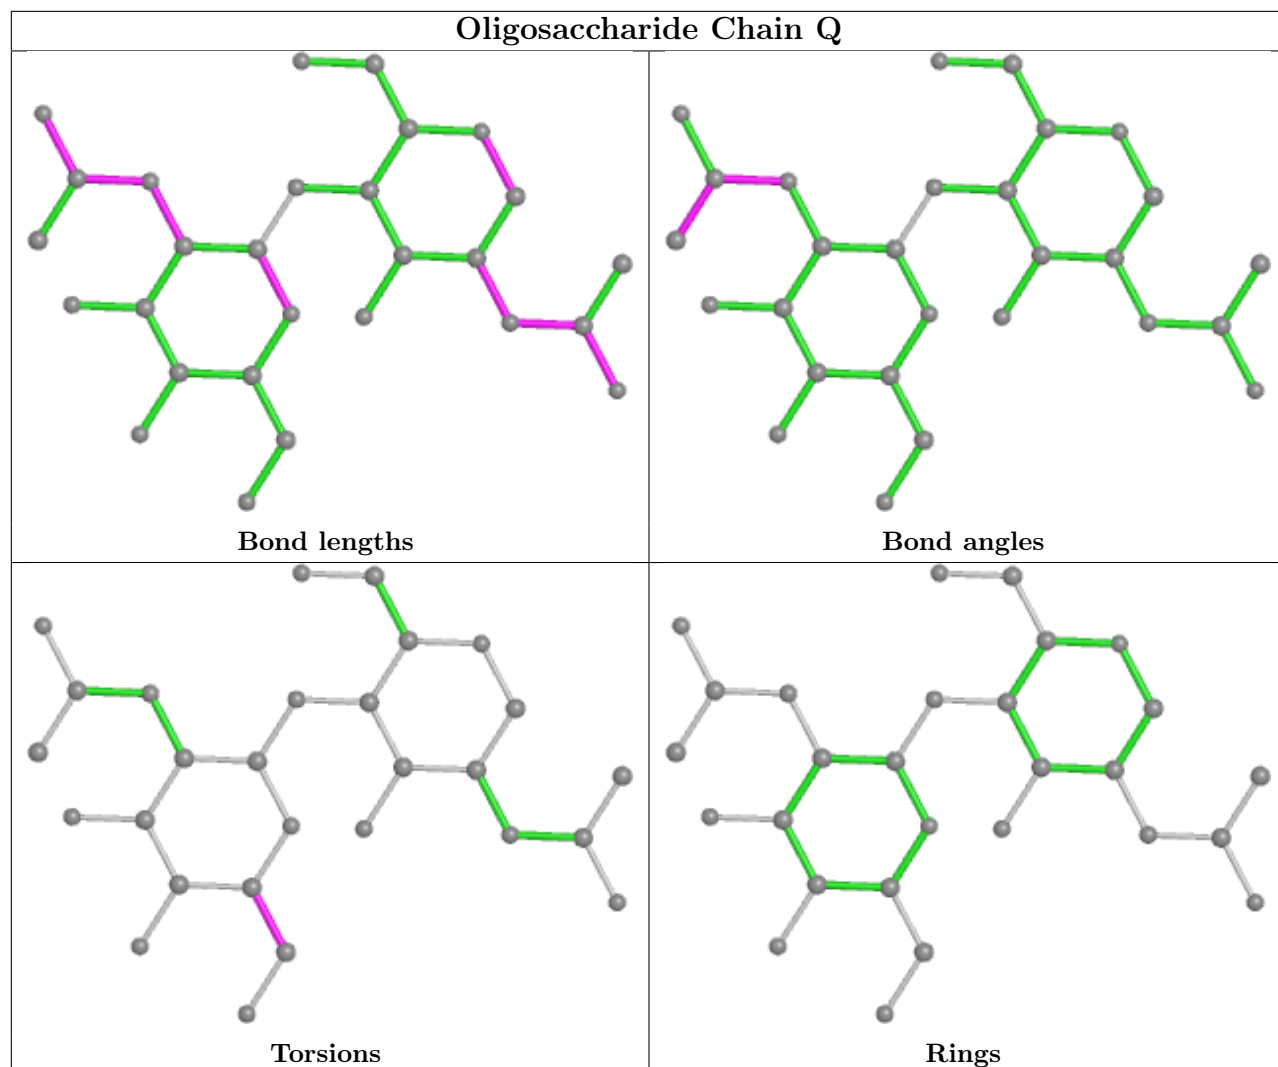 Oligosaccharide Chain Q
Bond lengths
Bond angles
Torsions
Rings